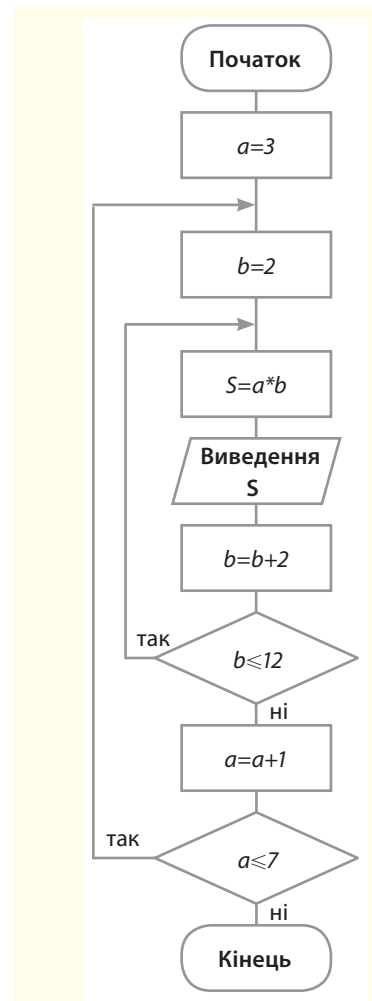 Початок
a=3
b=2
S=a*b
Виведення
S
b=b+2
так
b⩽12
ні
a=a+1
так
a⩽7
ні
Кінець